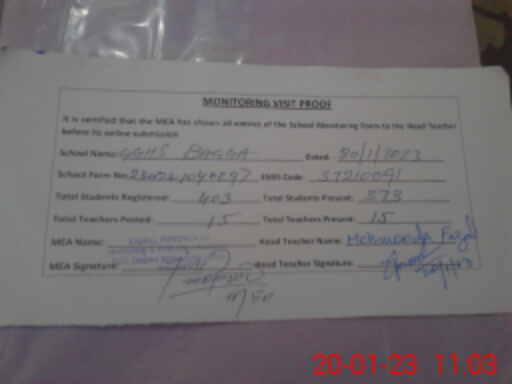 MONITORING VISIT PROOF
It is certified that the MEA has shown all entries of the School Monitoring Form to the Head Teacher
before its online submission
School Name: GGHS BAGGA Dated: 20/1/2023
School Form No: EMIS Code: 37210091
Total Students Registered: 403 Total Students Present: 373
Total Teachers Posted: 15 Total Teachers Present: 15
MEA Name: Head Teacher Name: Mehmooda Fazal
MEA Signature: Head Teacher Signature:
MEA
20-01-23 11:03